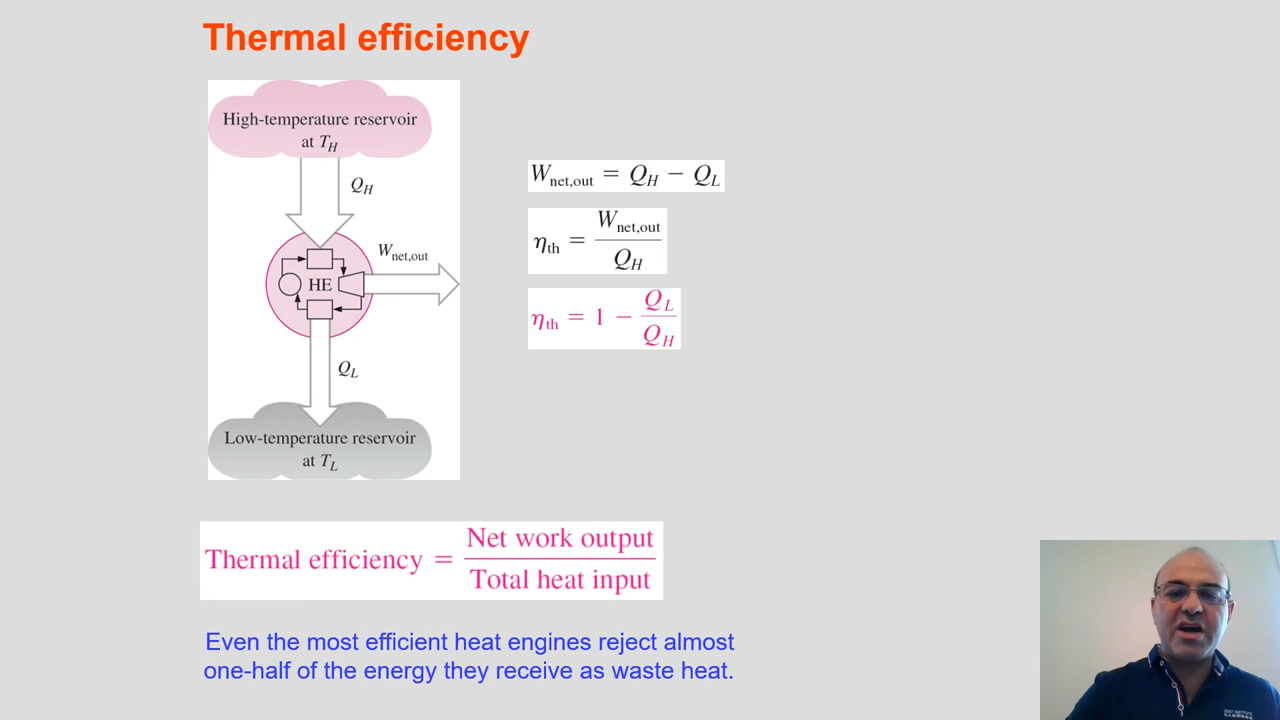 Thermal efficiency
High-temperature reservoir
at T_H
Q_H
W_net,out
HE
Q_L
Low-temperature reservoir
at T_L
W_net,out = Q_H − Q_L
η_th = W_net,out / Q_H
η_th = 1 − Q_L / Q_H
Thermal efficiency = Net work output / Total heat input
Even the most efficient heat engines reject almost
one-half of the energy they receive as waste heat.